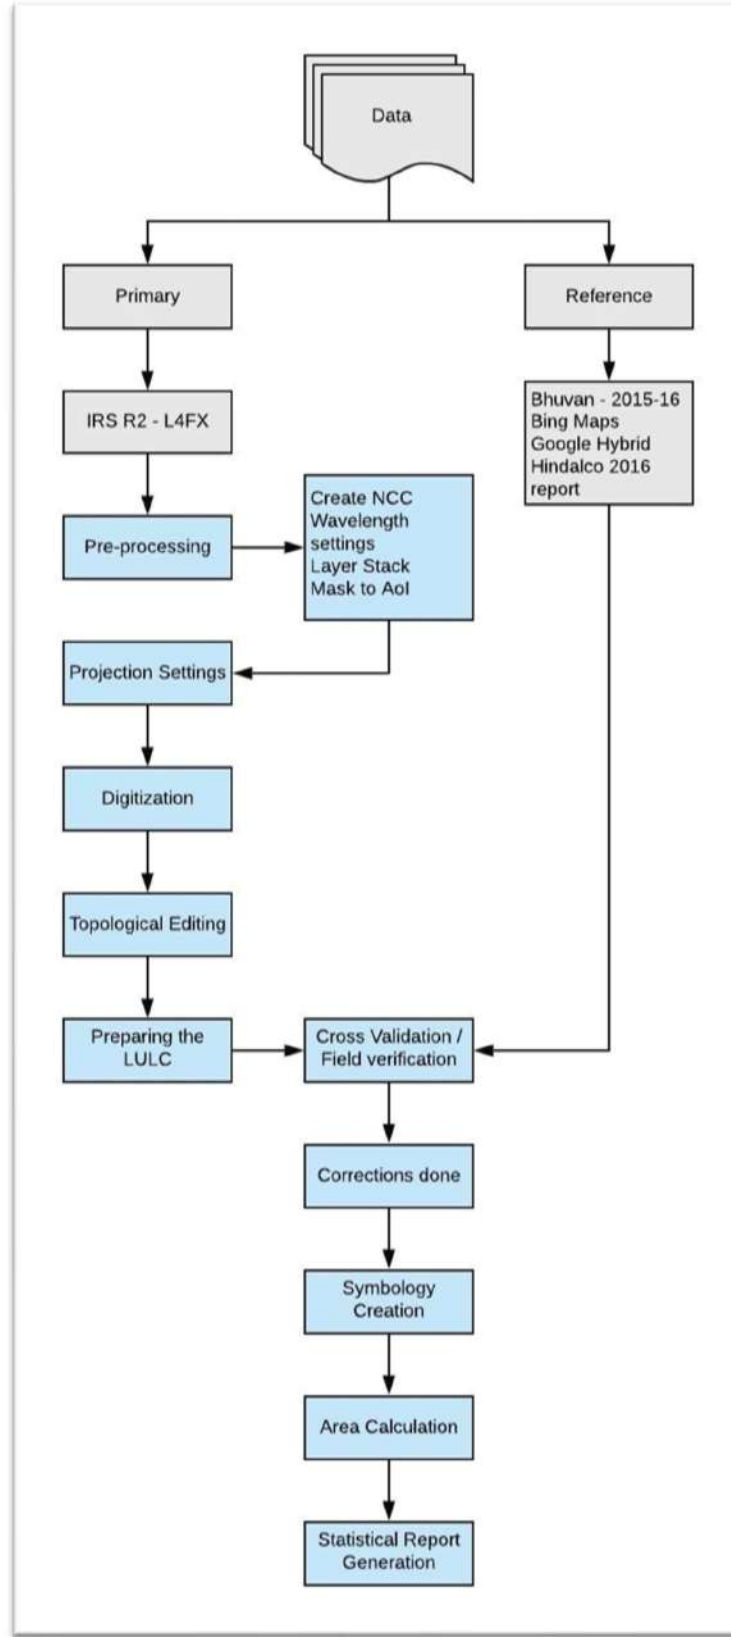 Data
Primary
Reference
IRS R2 - L4FX
Bhuvan - 2015-16
Bing Maps
Google Hybrid
Hindalco 2016
report
Pre-processing
Create NCC
Wavelength
settings
Layer Stack
Mask to AoI
Projection Settings
Digitization
Topological Editing
Preparing the
LULC
Cross Validation /
Field verification
Corrections done
Symbology
Creation
Area Calculation
Statistical Report
Generation